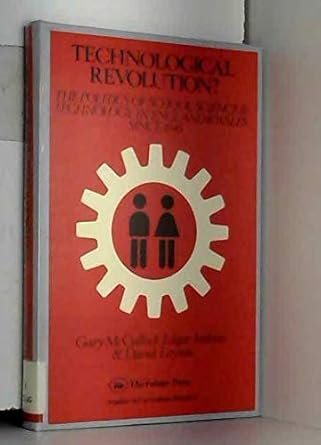 TECHNOLOGICAL
REVOLUTION?
THE POLITICS OF SCHOOL SCIENCE &
TECHNOLOGY IN ENGLAND & WALES
SINCE 1945
Gary McCulloch Edgar Jenkins
& David Layton
The Falmer Press